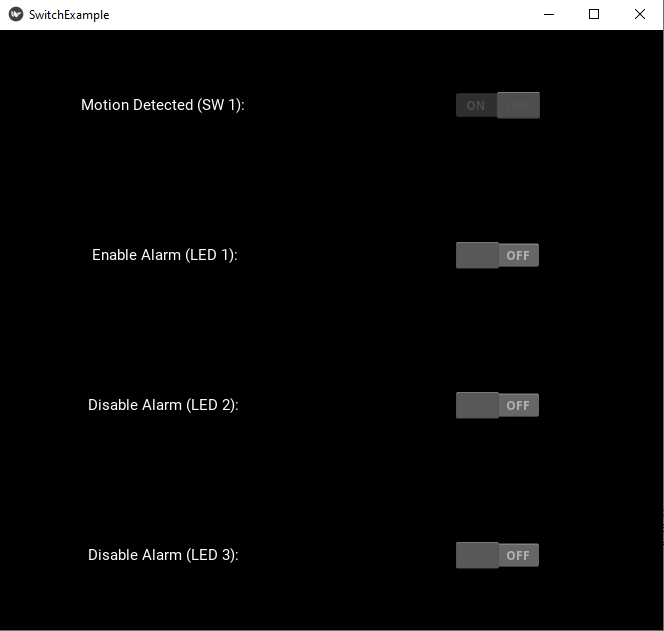 SwitchExample
Motion Detected (SW 1): ON OFF
Enable Alarm (LED 1): OFF
Disable Alarm (LED 2): OFF
Disable Alarm (LED 3): OFF